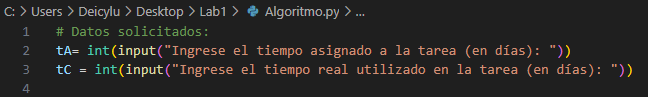 C: > Users > Deicylu > Desktop > Lab1 > Algoritmo.py > ...
1 # Datos solicitados:
2 tA= int(input("Ingrese el tiempo asignado a la tarea (en días): "))
3 tC = int(input("Ingrese el tiempo real utilizado en la tarea (en días): "))
4